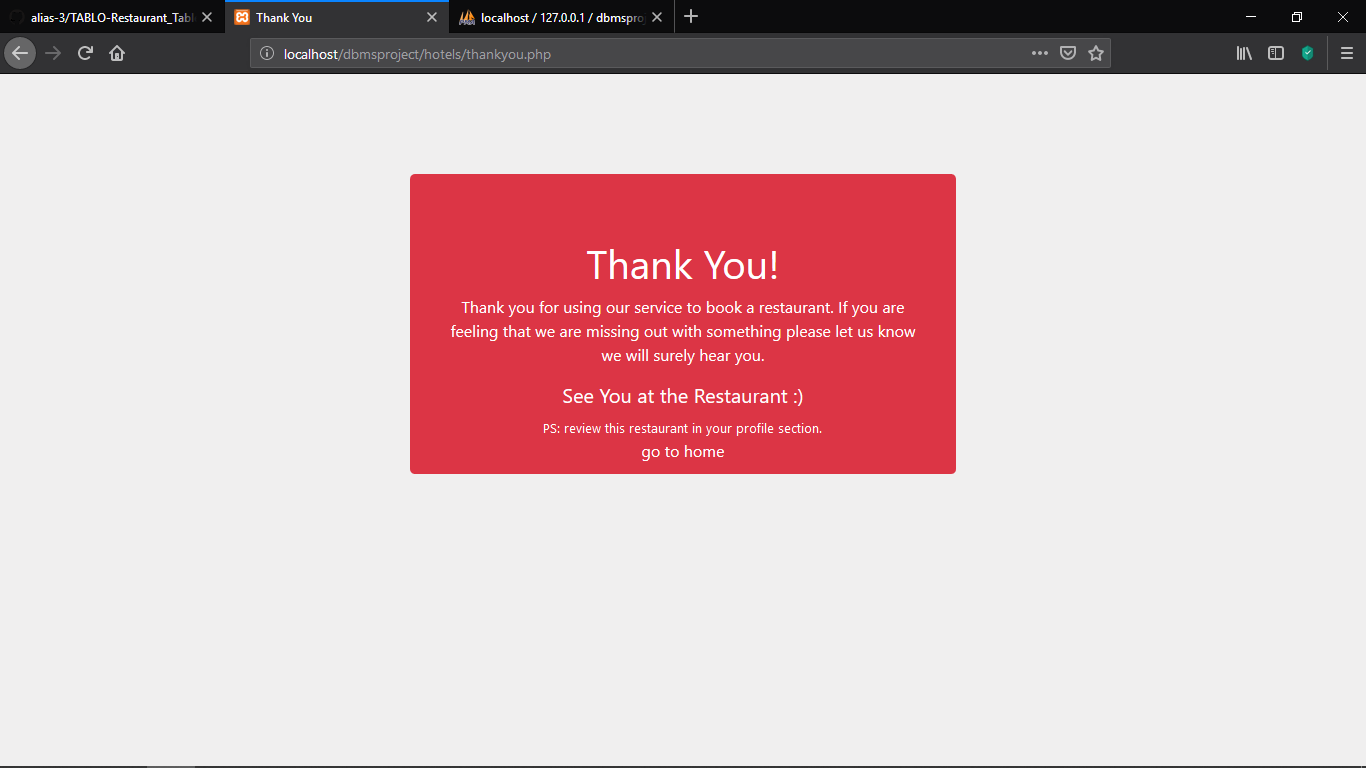 alias-3/TABLO-Restaurant_Tabl
Thank You
localhost / 127.0.0.1 / dbmsproj
localhost/dbmsproject/hotels/thankyou.php
Thank You!
Thank you for using our service to book a restaurant. If you are
feeling that we are missing out with something please let us know
we will surely hear you.
See You at the Restaurant :)
PS: review this restaurant in your profile section.
go to home